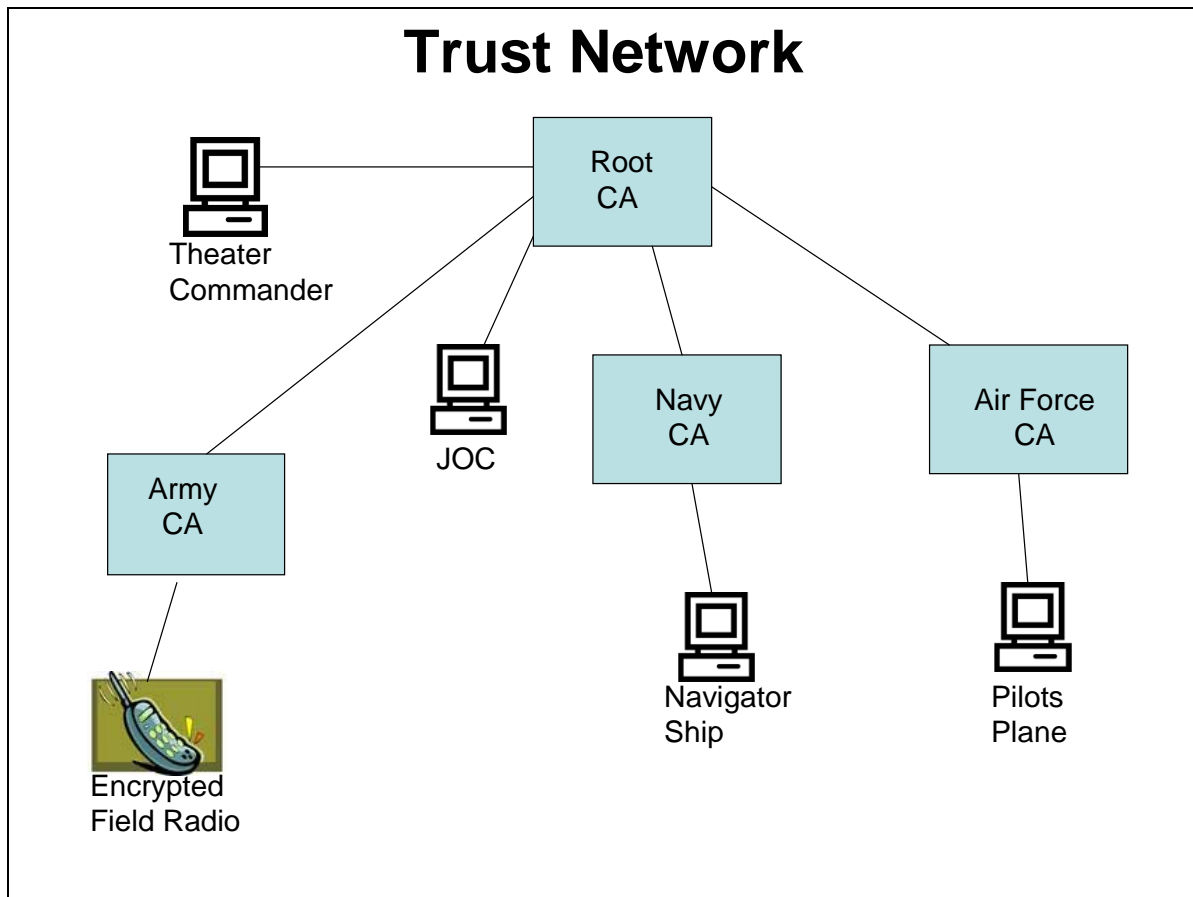 Trust Network
Root
CA
Theater
Commander
JOC
Navy
CA
Air Force
CA
Army
CA
Navigator
Ship
Pilots
Plane
Encrypted
Field Radio